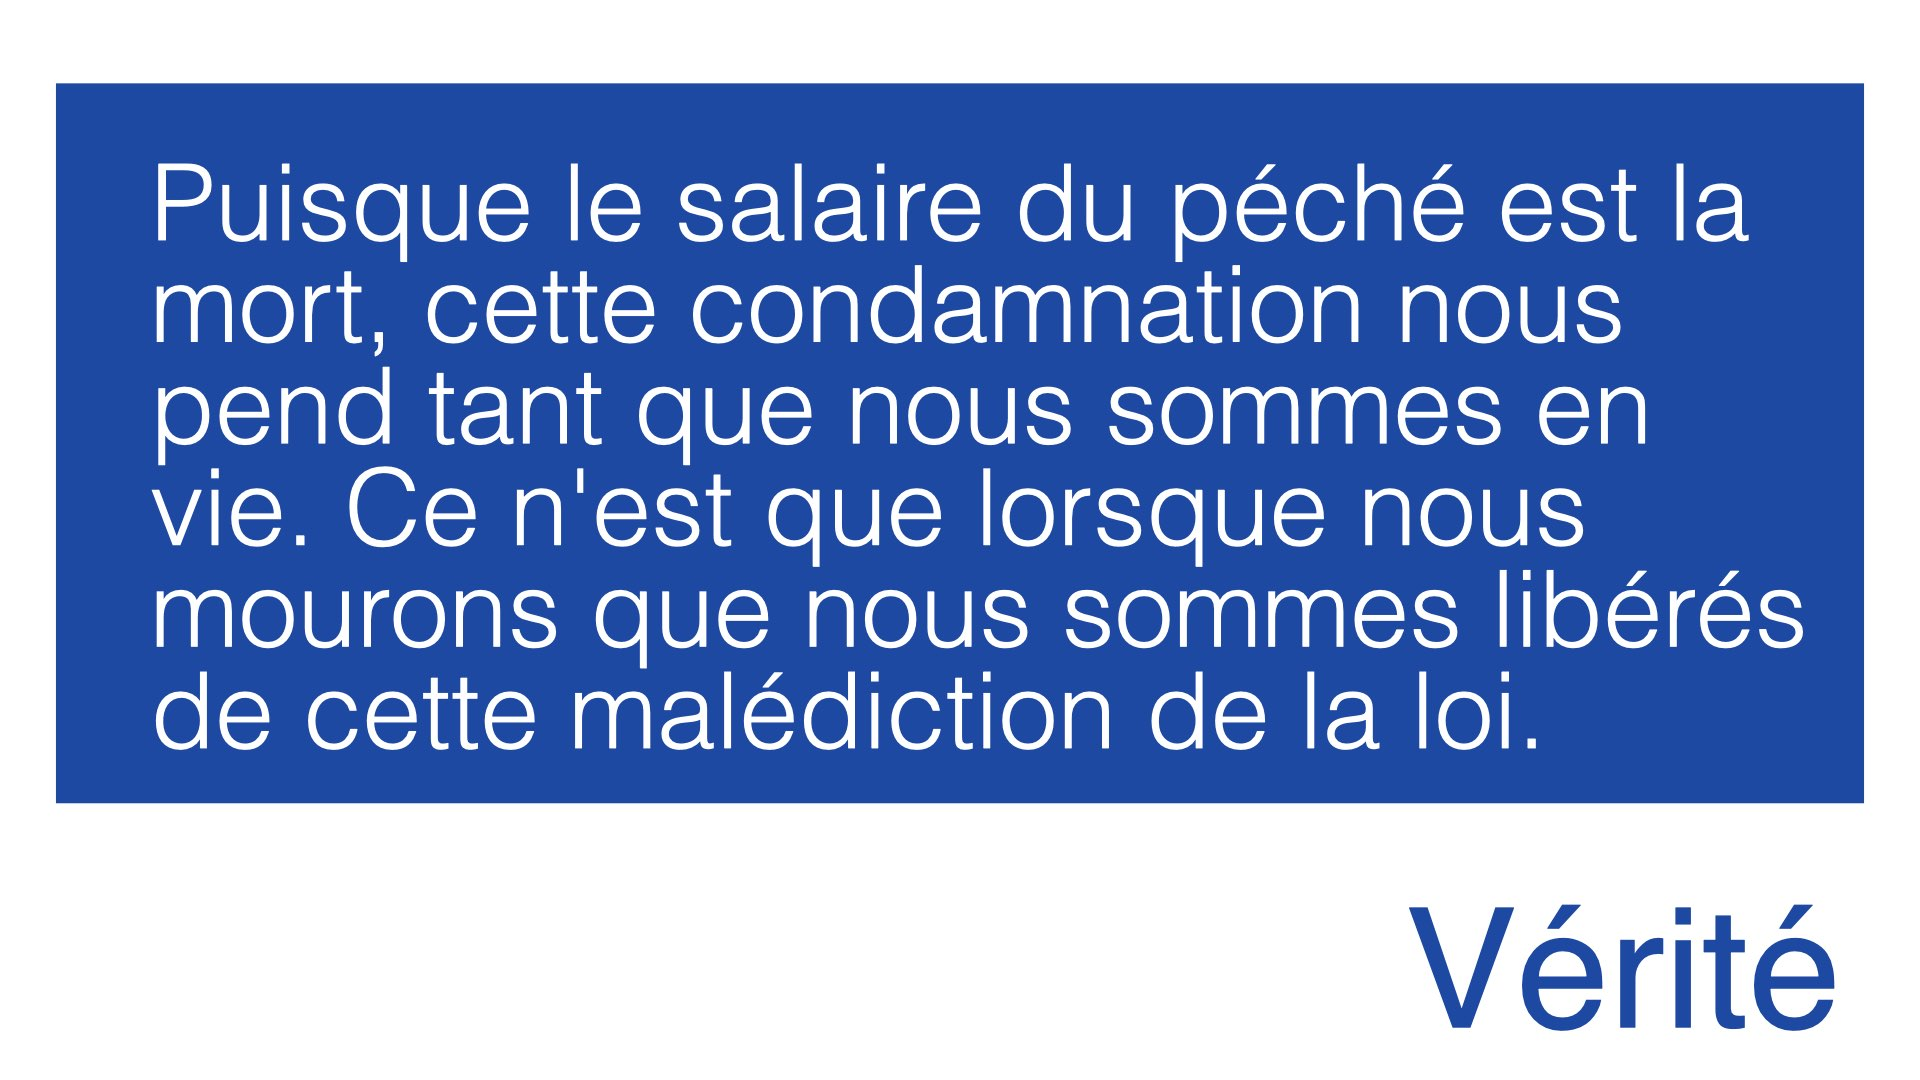 Puisque le salaire du péché est la
mort, cette condamnation nous
pend tant que nous sommes en
vie. Ce n'est que lorsque nous
mourons que nous sommes libérés
de cette malédiction de la loi.
Vérité